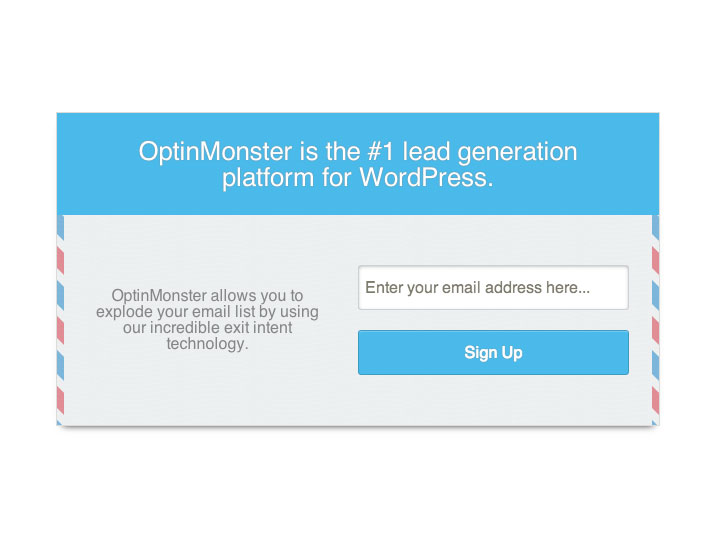 OptinMonster is the #1 lead generation
platform for WordPress.
OptinMonster allows you to
explode your email list by using
our incredible exit intent
technology.
Enter your email address here...
Sign Up